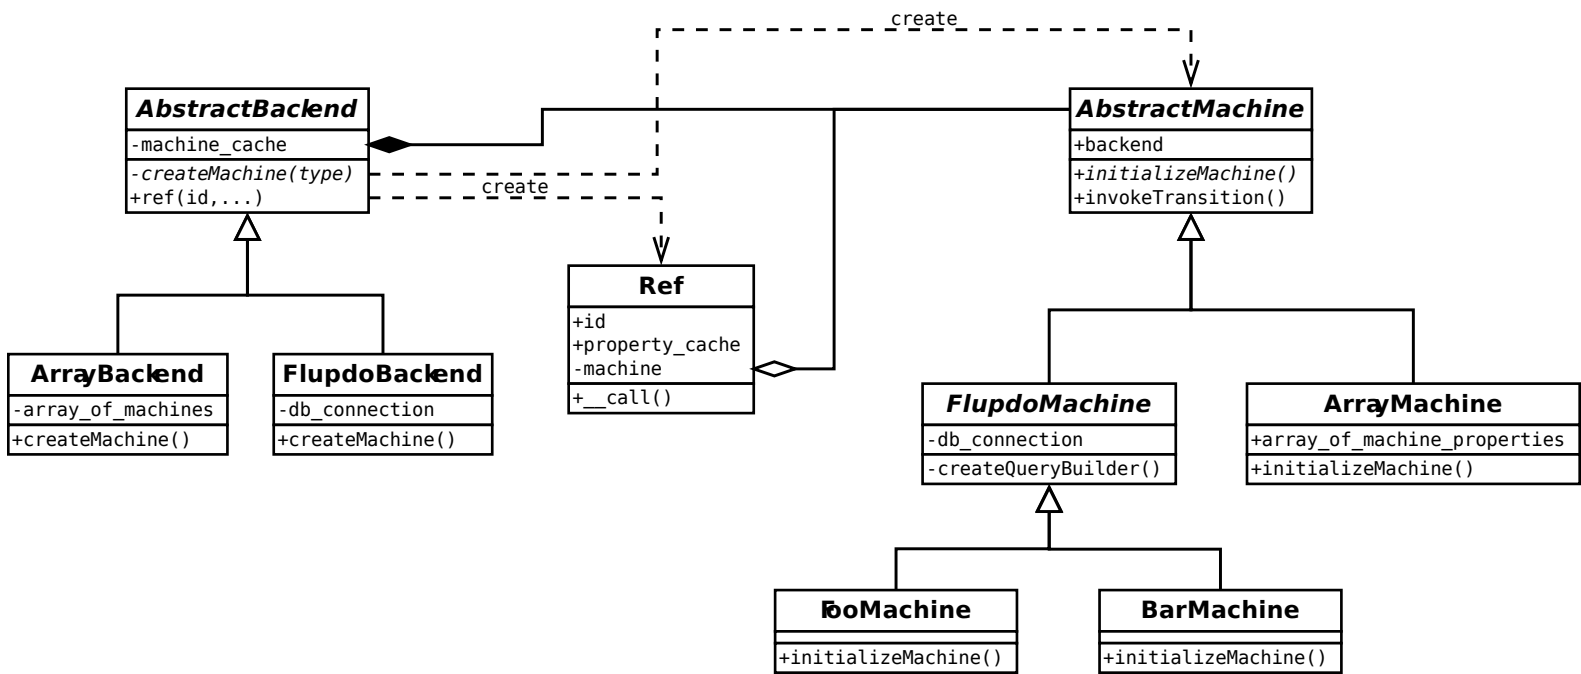 create
AbstractBackend
-machine_cache
-createMachine(type)
+ref(id,...)
create
AbstractMachine
+backend
+initializeMachine()
+invokeTransition()
Ref
+id
+property_cache
-machine
+__call()
ArrayBackend
-array_of_machines
+createMachine()
FlupdoBackend
-db_connection
+createMachine()
FlupdoMachine
-db_connection
-createQueryBuilder()
ArrayMachine
+array_of_machine_properties
+initializeMachine()
FooMachine
+initializeMachine()
BarMachine
+initializeMachine()